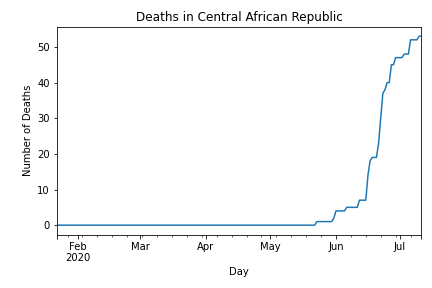 Deaths in Central African Republic
Number of Deaths
50
40
30
20
10
0
Feb
2020
Mar
Apr
May
Jun
Jul
Day